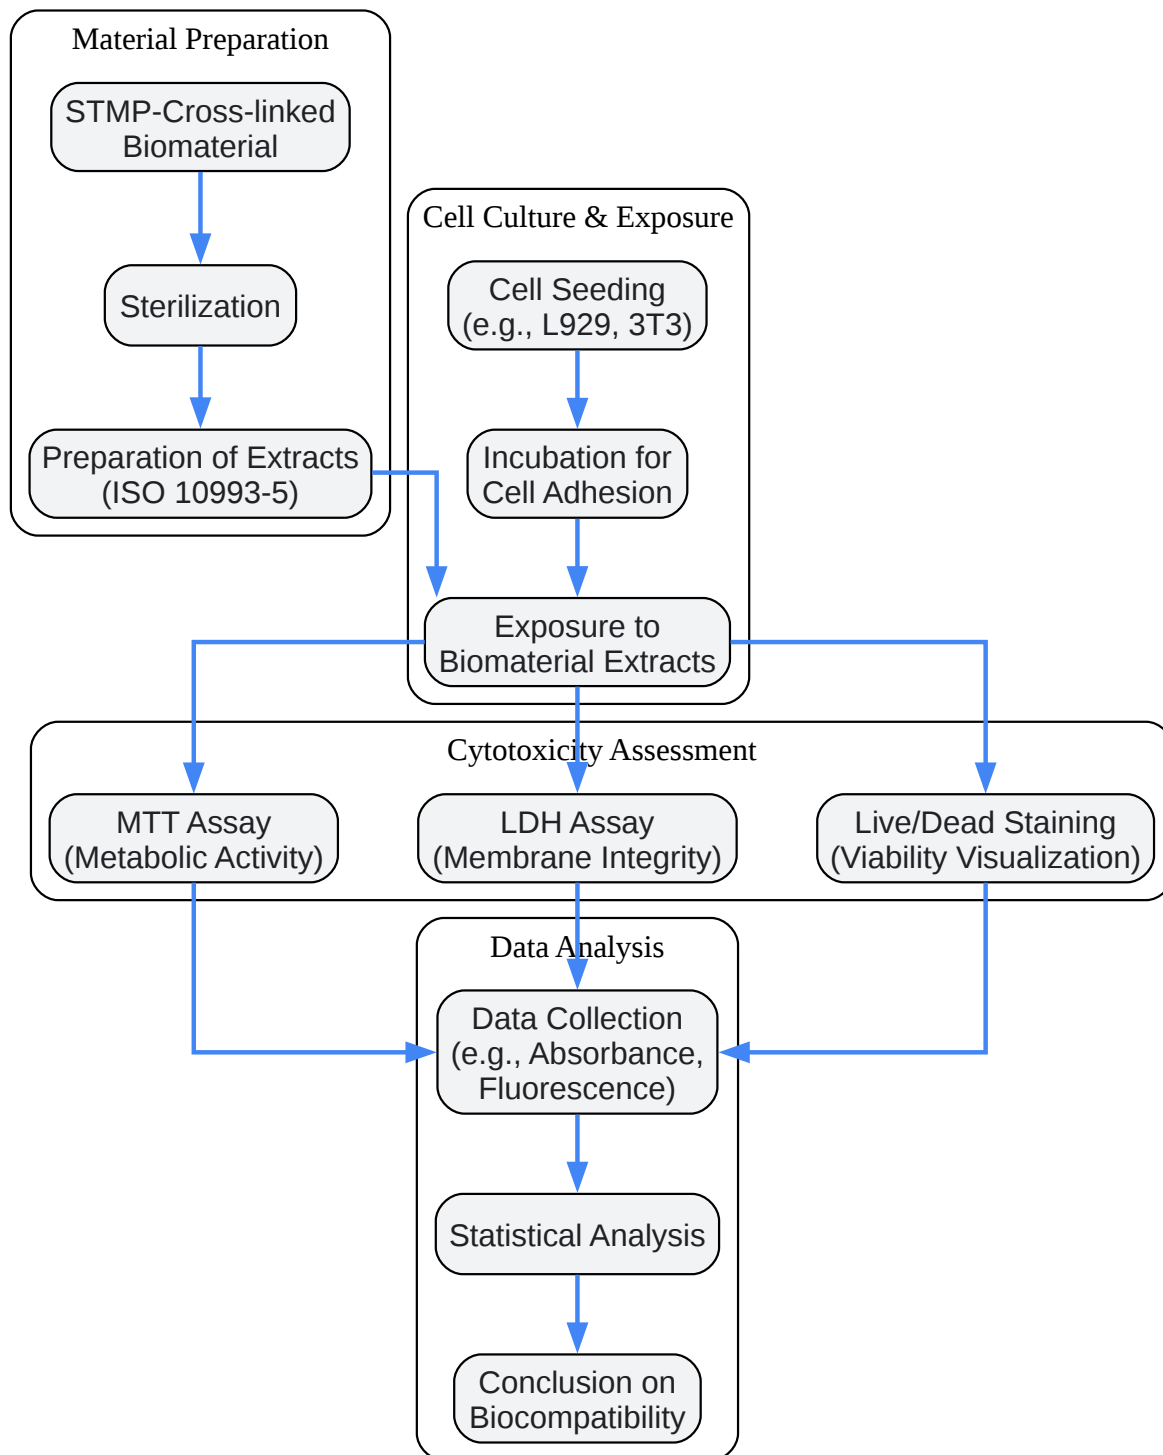 Material Preparation
STMP-Cross-linked
Biomaterial
Sterilization
Preparation of Extracts
(ISO 10993-5)
Cell Culture & Exposure
Cell Seeding
(e.g., L929, 3T3)
Incubation for
Cell Adhesion
Exposure to
Biomaterial Extracts
Cytotoxicity Assessment
MTT Assay
(Metabolic Activity)
LDH Assay
(Membrane Integrity)
Live/Dead Staining
(Viability Visualization)
Data Analysis
Data Collection
(e.g., Absorbance,
Fluorescence)
Statistical Analysis
Conclusion on
Biocompatibility